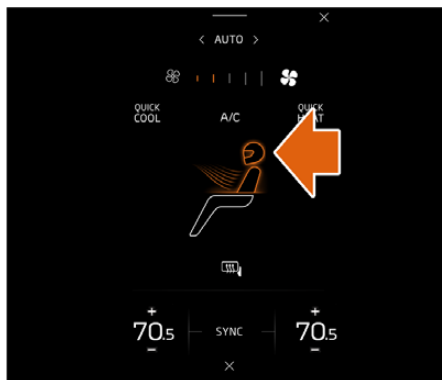 < AUTO >
QUICK COOL
A/C
QUICK HEAT
+ +
70.5 SYNC 70.5
− −